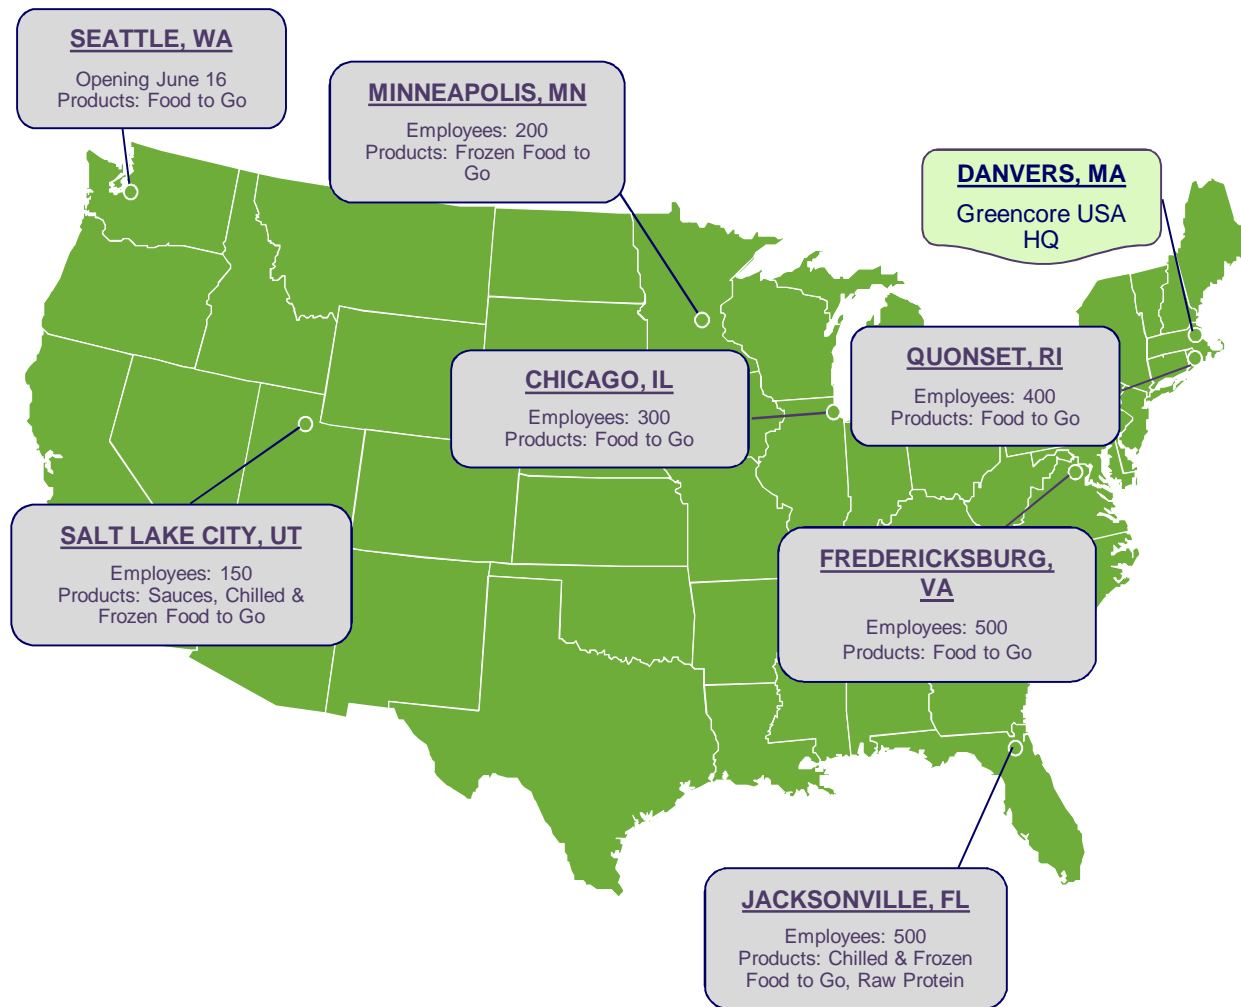 SEATTLE, WA
Opening June 16
Products: Food to Go
MINNEAPOLIS, MN
Employees: 200
Products: Frozen Food to
Go
DANVERS, MA
Greencore USA
HQ
CHICAGO, IL
Employees: 300
Products: Food to Go
QUONSET, RI
Employees: 400
Products: Food to Go
SALT LAKE CITY, UT
Employees: 150
Products: Sauces, Chilled &
Frozen Food to Go
FREDERICKSBURG,
VA
Employees: 500
Products: Food to Go
JACKSONVILLE, FL
Employees: 500
Products: Chilled & Frozen
Food to Go, Raw Protein